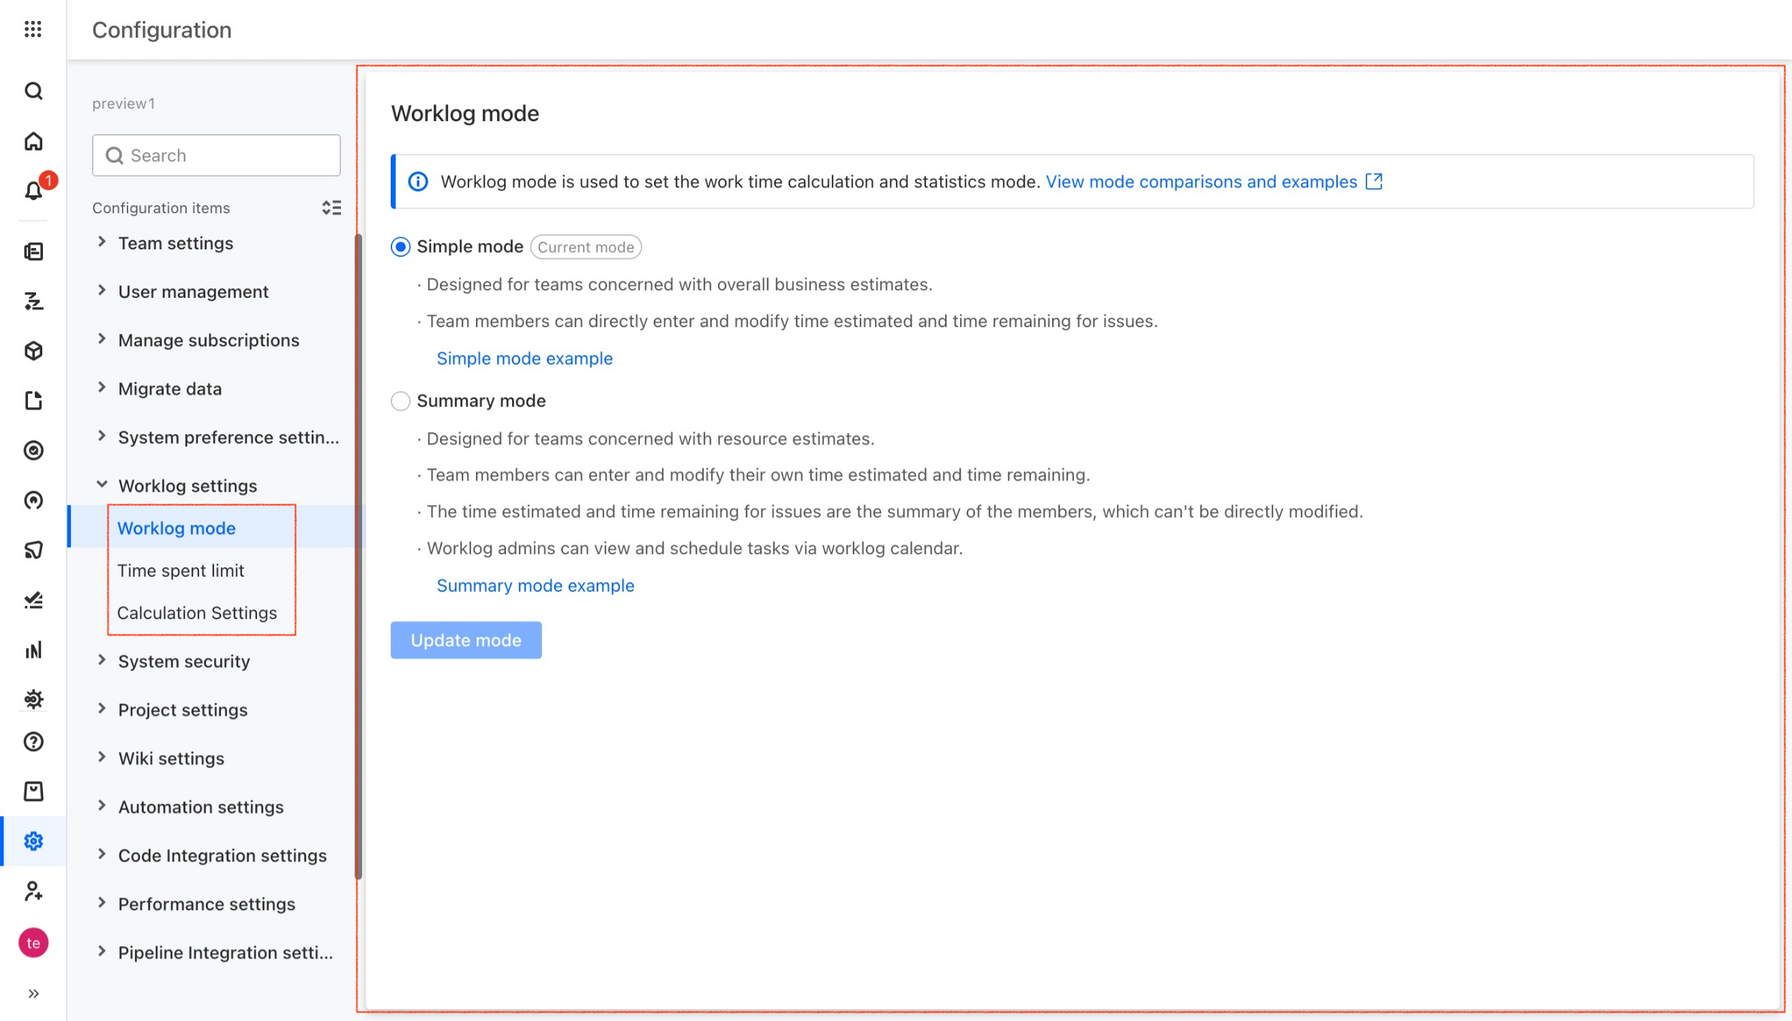 Configuration
1
preview1
Search
Configuration items
Team settings
User management
Manage subscriptions
Migrate data
System preference settin...
Worklog settings
Worklog mode
Time spent limit
Calculation Settings
System security
Project settings
Wiki settings
Automation settings
Code Integration settings
Performance settings
Pipeline Integration setti...
te
Worklog mode
Worklog mode is used to set the work time calculation and statistics mode. View mode comparisons and examples
Simple mode Current mode
· Designed for teams concerned with overall business estimates.
· Team members can directly enter and modify time estimated and time remaining for issues.
Simple mode example
Summary mode
· Designed for teams concerned with resource estimates.
· Team members can enter and modify their own time estimated and time remaining.
· The time estimated and time remaining for issues are the summary of the members, which can't be directly modified.
· Worklog admins can view and schedule tasks via worklog calendar.
Summary mode example
Update mode